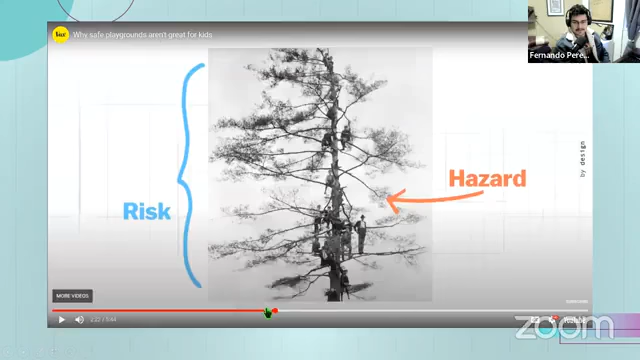 Vox
Why safe playgrounds aren't great for kids
Fernando Pere...
by design
Hazard
Risk
MORE VIDEOS
2:22 / 5:44
zoom